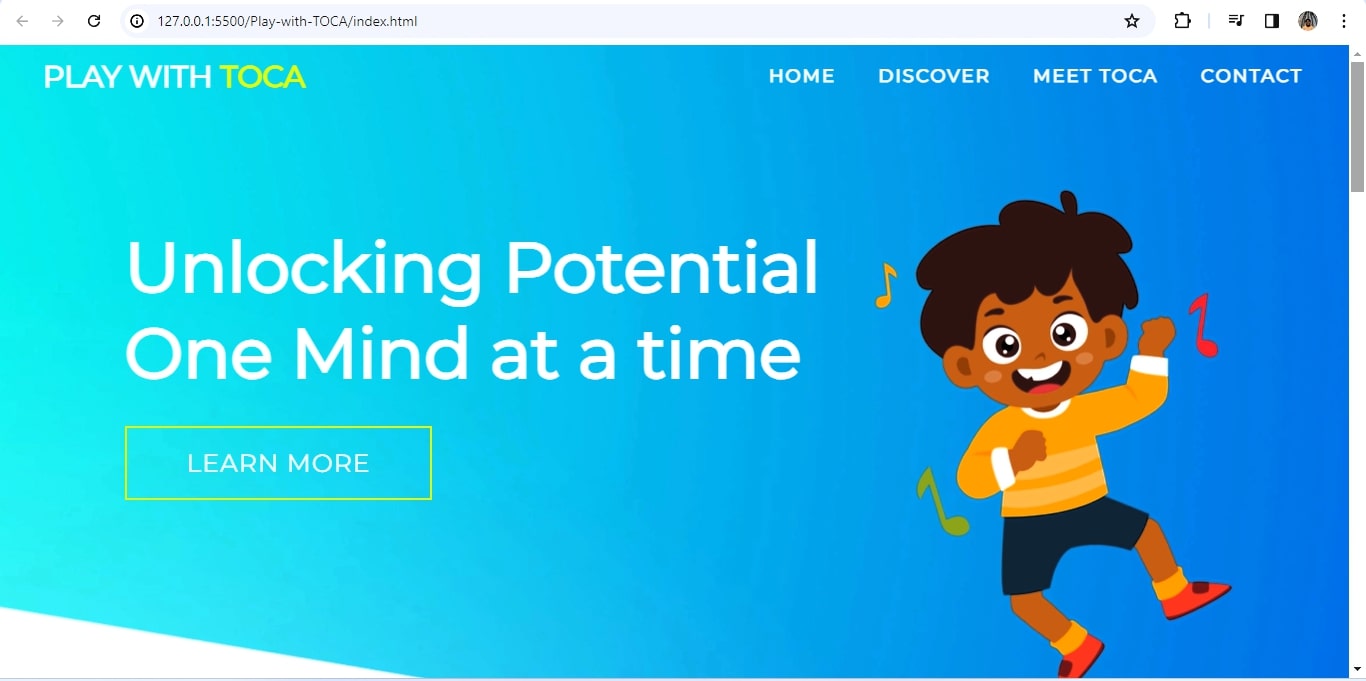 127.0.0.1:5500/Play-with-TOCA/index.html
PLAY WITH TOCA
HOME DISCOVER MEET TOCA CONTACT
Unlocking Potential
One Mind at a time
LEARN MORE